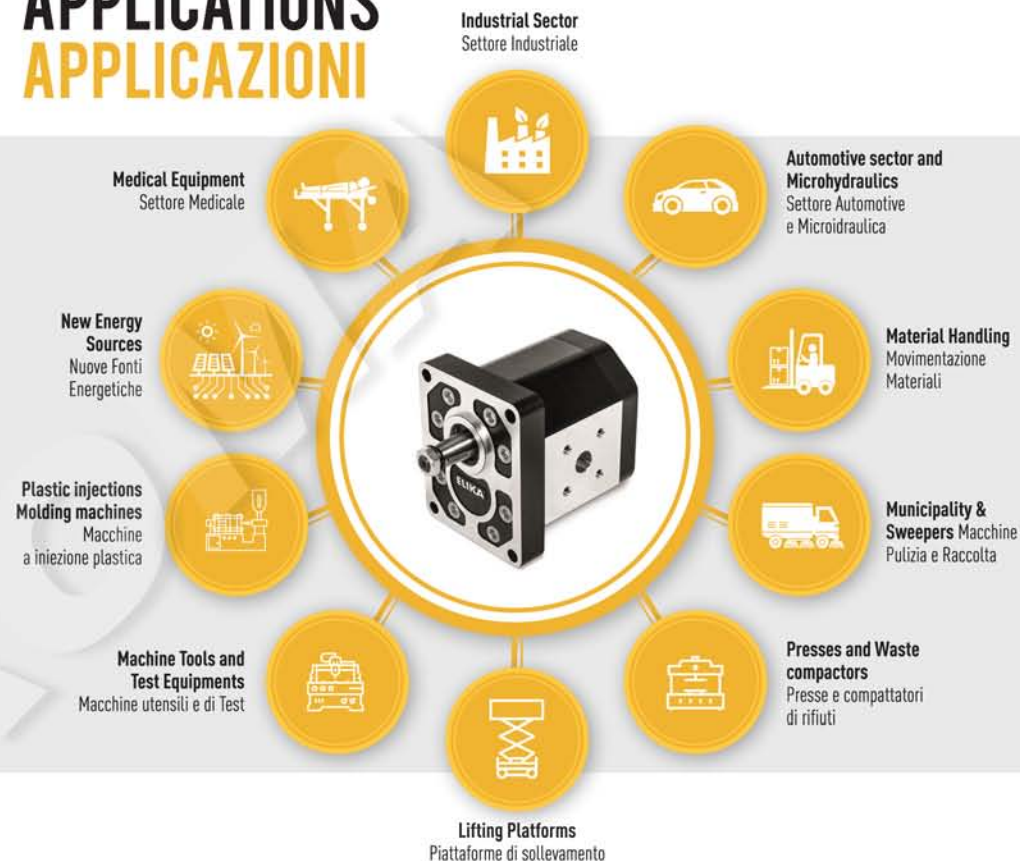 APPLICATIONS
APPLICAZIONI
Industrial Sector
Settore Industriale
Automotive sector and
Microhydraulics
Settore Automotive
e Microidraulica
Material Handling
Movimentazione
Materiali
Municipality &
Sweepers Macchine
Pulizia e Raccolta
Presses and Waste
compactors
Presse e compattatori
di rifiuti
Lifting Platforms
Piattaforme di sollevamento
Machine Tools and
Test Equipments
Macchine utensili e di Test
Plastic injections
Molding machines
Macchine
a iniezione plastica
New Energy
Sources
Nuove Fonti
Energetiche
Medical Equipment
Settore Medicale
ELIKA